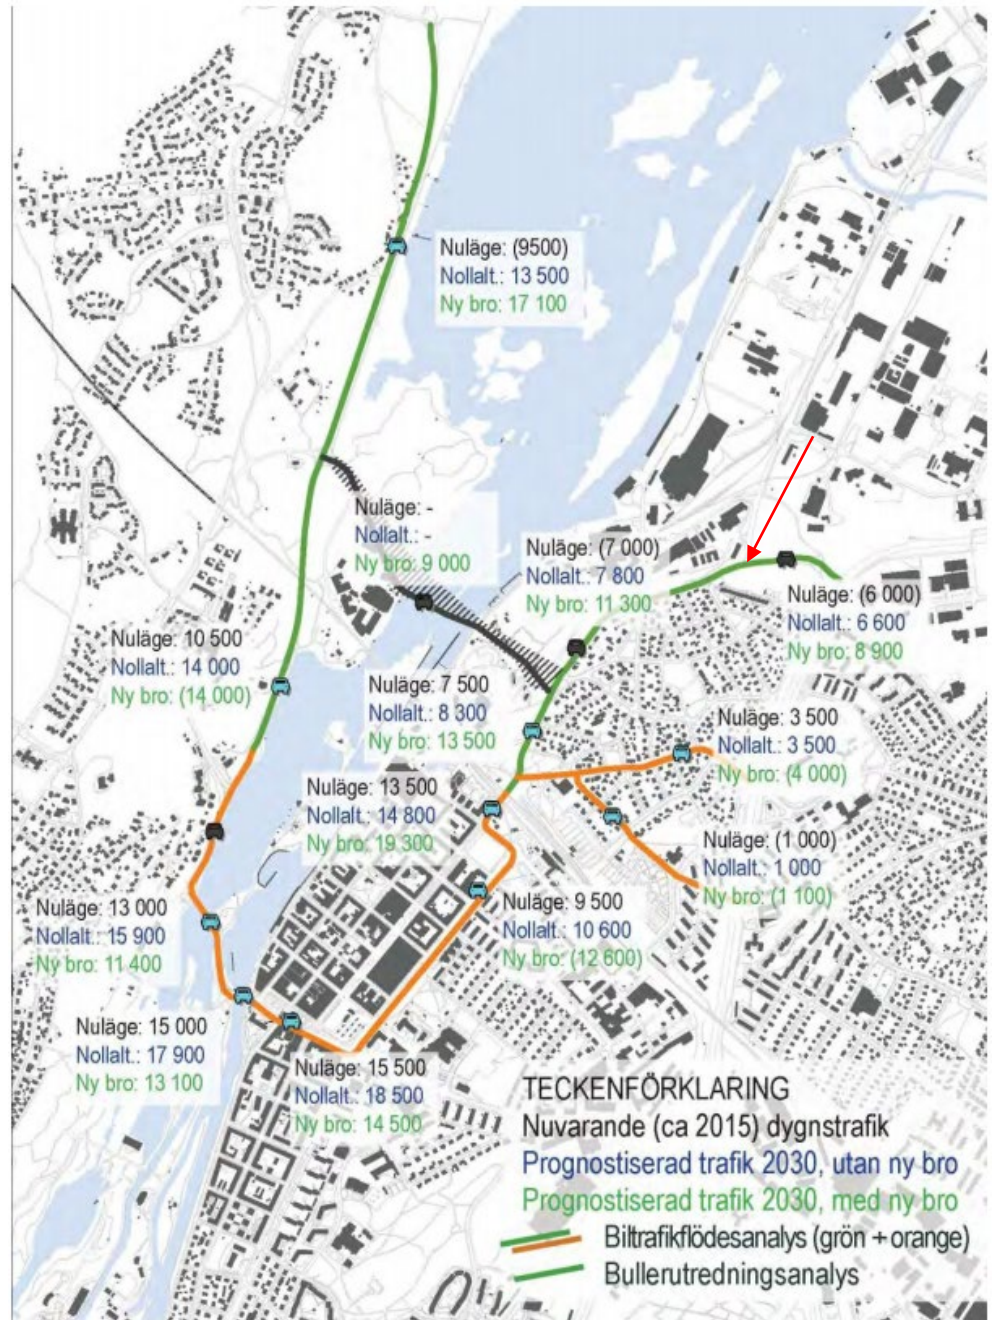 Nuläge: (9500)
Nollalt.: 13 500
Ny bro: 17 100
Nuläge: -
Nollalt.: -
Ny bro: 9 000
Nuläge: (7 000)
Nollalt.: 7 800
Ny bro: 11 300
Nuläge: (6 000)
Nollalt.: 6 600
Ny bro: 8 900
Nuläge: 10 500
Nollalt.: 14 000
Ny bro: (14 000)
Nuläge: 7 500
Nollalt.: 8 300
Ny bro: 13 500
Nuläge: 3 500
Nollalt.: 3 500
Ny bro: (4 000)
Nuläge: 13 500
Nollalt.: 14 800
Ny bro: 19 300
Nuläge: (1 000)
Nollalt.: 1 000
Ny bro: (1 100)
Nuläge: 13 000
Nollalt.: 15 900
Ny bro: 11 400
Nuläge: 9 500
Nollalt.: 10 600
Ny bro: (12 600)
Nuläge: 15 000
Nollalt.: 17 900
Ny bro: 13 100
Nuläge: 15 500
Nollalt.: 18 500
Ny bro: 14 500
TECKENFÖRKLARING
Nuvarande (ca 2015) dygnstrafik
Prognostiserad trafik 2030, utan ny bro
Prognostiserad trafik 2030, med ny bro
Biltrafikflödesanalys (grön + orange)
Bullerutredningsanalys